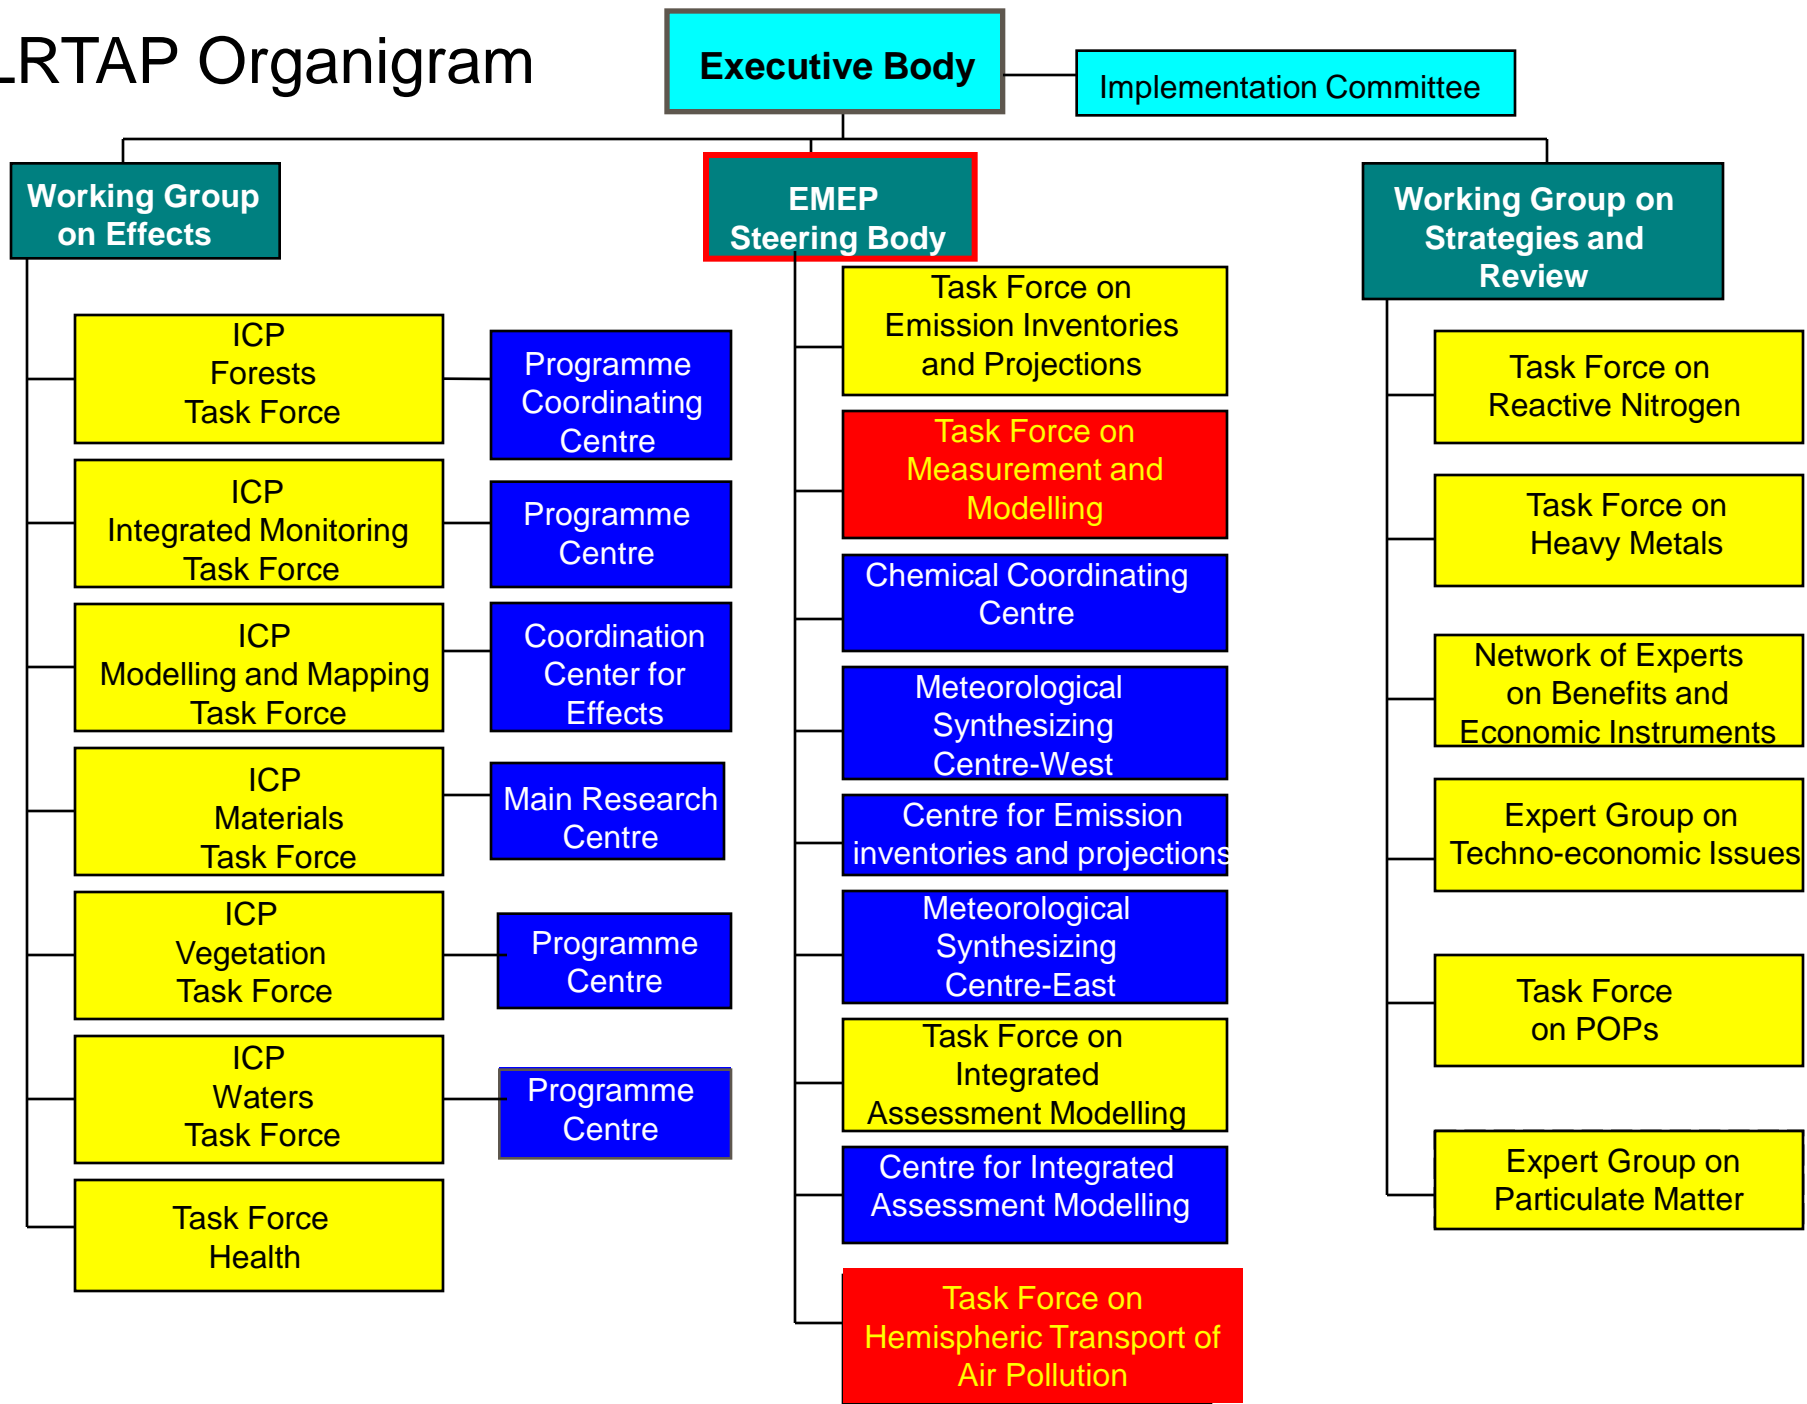 LRTAP Organigram
Executive Body
Implementation Committee
Working Group
on Effects
EMEP
Steering Body
Working Group on
Strategies and
Review
ICP
Forests
Task Force
Programme
Coordinating
Centre
ICP
Integrated Monitoring
Task Force
Programme
Centre
ICP
Modelling and Mapping
Task Force
Coordination
Center for
Effects
ICP
Materials
Task Force
Main Research
Centre
ICP
Vegetation
Task Force
Programme
Centre
ICP
Waters
Task Force
Programme
Centre
Task Force
Health
Task Force on
Emission Inventories
and Projections
Task Force on
Measurement and
Modelling
Chemical Coordinating
Centre
Meteorological
Synthesizing
Centre-West
Centre for Emission
inventories and projections
Meteorological
Synthesizing
Centre-East
Task Force on
Integrated
Assessment Modelling
Centre for Integrated
Assessment Modelling
Task Force on
Hemispheric Transport of
Air Pollution
Task Force on
Reactive Nitrogen
Task Force on
Heavy Metals
Network of Experts
on Benefits and
Economic Instruments
Expert Group on
Techno-economic Issues
Task Force
on POPs
Expert Group on
Particulate Matter